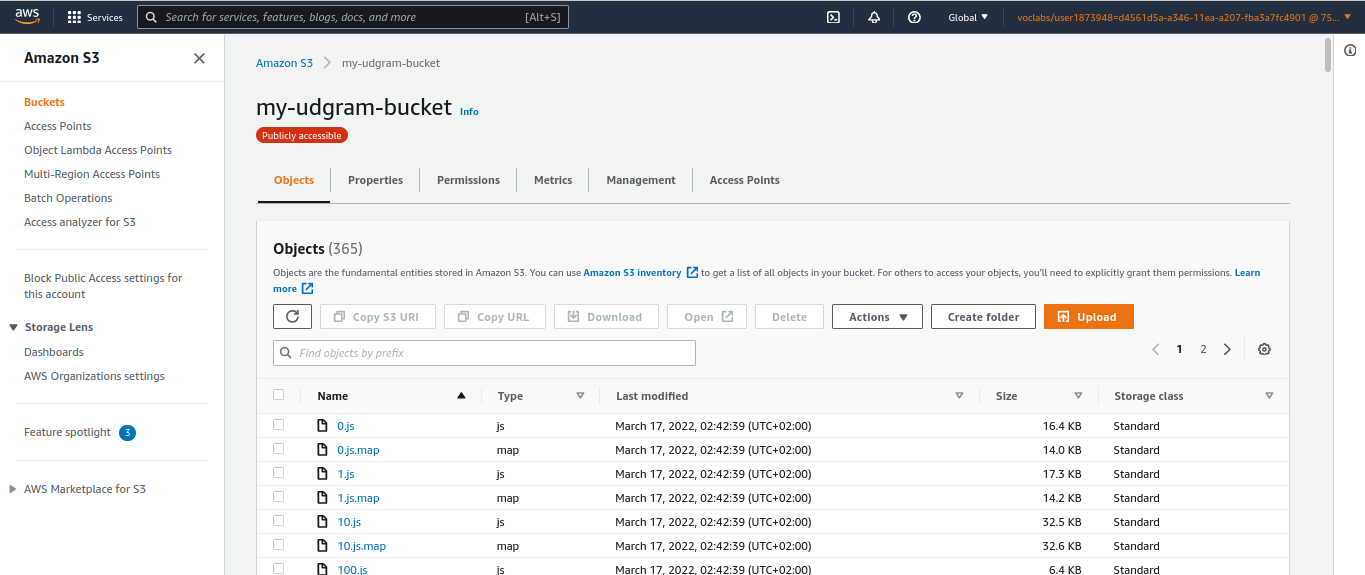 aws Services Search for services, features, blogs, docs, and more [Alt+S] Global voclabs/user1873948=d4561d5a-a346-11ea-a207-fba3a7fc4901 @ 75...
Amazon S3
Buckets
Access Points
Object Lambda Access Points
Multi-Region Access Points
Batch Operations
Access analyzer for S3
Block Public Access settings for
this account
Storage Lens
Dashboards
AWS Organizations settings
Feature spotlight 3
AWS Marketplace for S3
Amazon S3 my-udgram-bucket
my-udgram-bucket Info
Publicly accessible
Objects Properties Permissions Metrics Management Access Points
Objects (365)
Objects are the fundamental entities stored in Amazon S3. You can use Amazon S3 inventory to get a list of all objects in your bucket. For others to access your objects, you'll need to explicitly grant them permissions. Learn
more
Copy S3 URI Copy URL Download Open Delete Actions Create folder Upload
Find objects by prefix 1 2
Name Type Last modified Size Storage class
0.js js March 17, 2022, 02:42:39 (UTC+02:00) 16.4 KB Standard
0.js.map map March 17, 2022, 02:42:39 (UTC+02:00) 14.0 KB Standard
1.js js March 17, 2022, 02:42:39 (UTC+02:00) 17.3 KB Standard
1.js.map map March 17, 2022, 02:42:39 (UTC+02:00) 14.2 KB Standard
10.js js March 17, 2022, 02:42:39 (UTC+02:00) 32.5 KB Standard
10.js.map map March 17, 2022, 02:42:39 (UTC+02:00) 32.6 KB Standard
100.js js March 17, 2022, 02:42:39 (UTC+02:00) 6.4 KB Standard